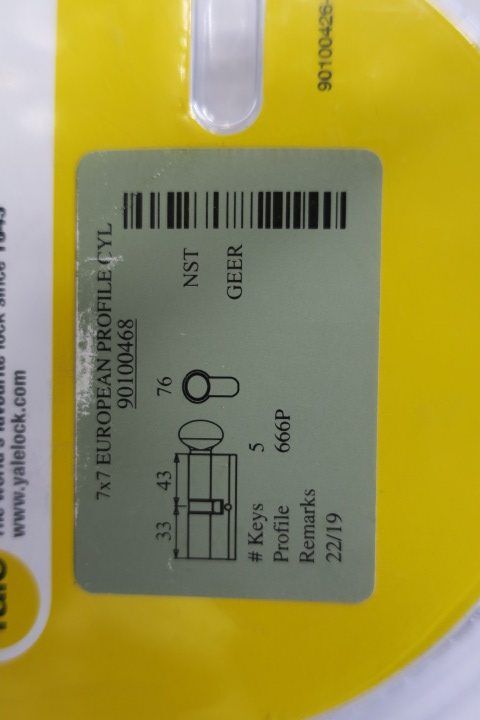 90100426-
The world's favourite lock since 1843
www.yalelock.com
7x7 EUROPEAN PROFILE CYL
90100468
33 43 76 NST
GEER
# Keys 5
Profile 666P
Remarks
22/19